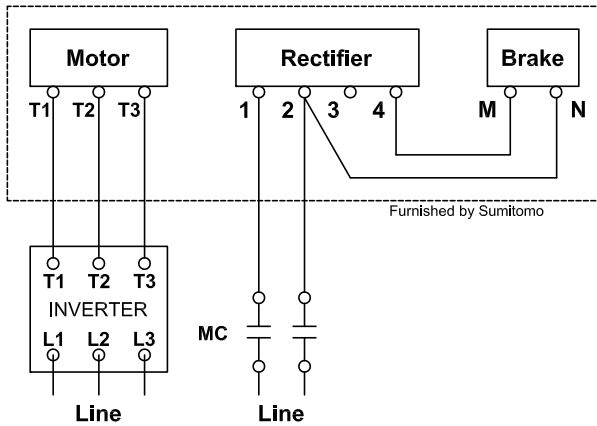 Motor Rectifier Brake
T1 T2 T3 1 2 3 4 M N
Furnished by Sumitomo
T1 T2 T3
INVERTER
L1 L2 L3
MC
Line Line